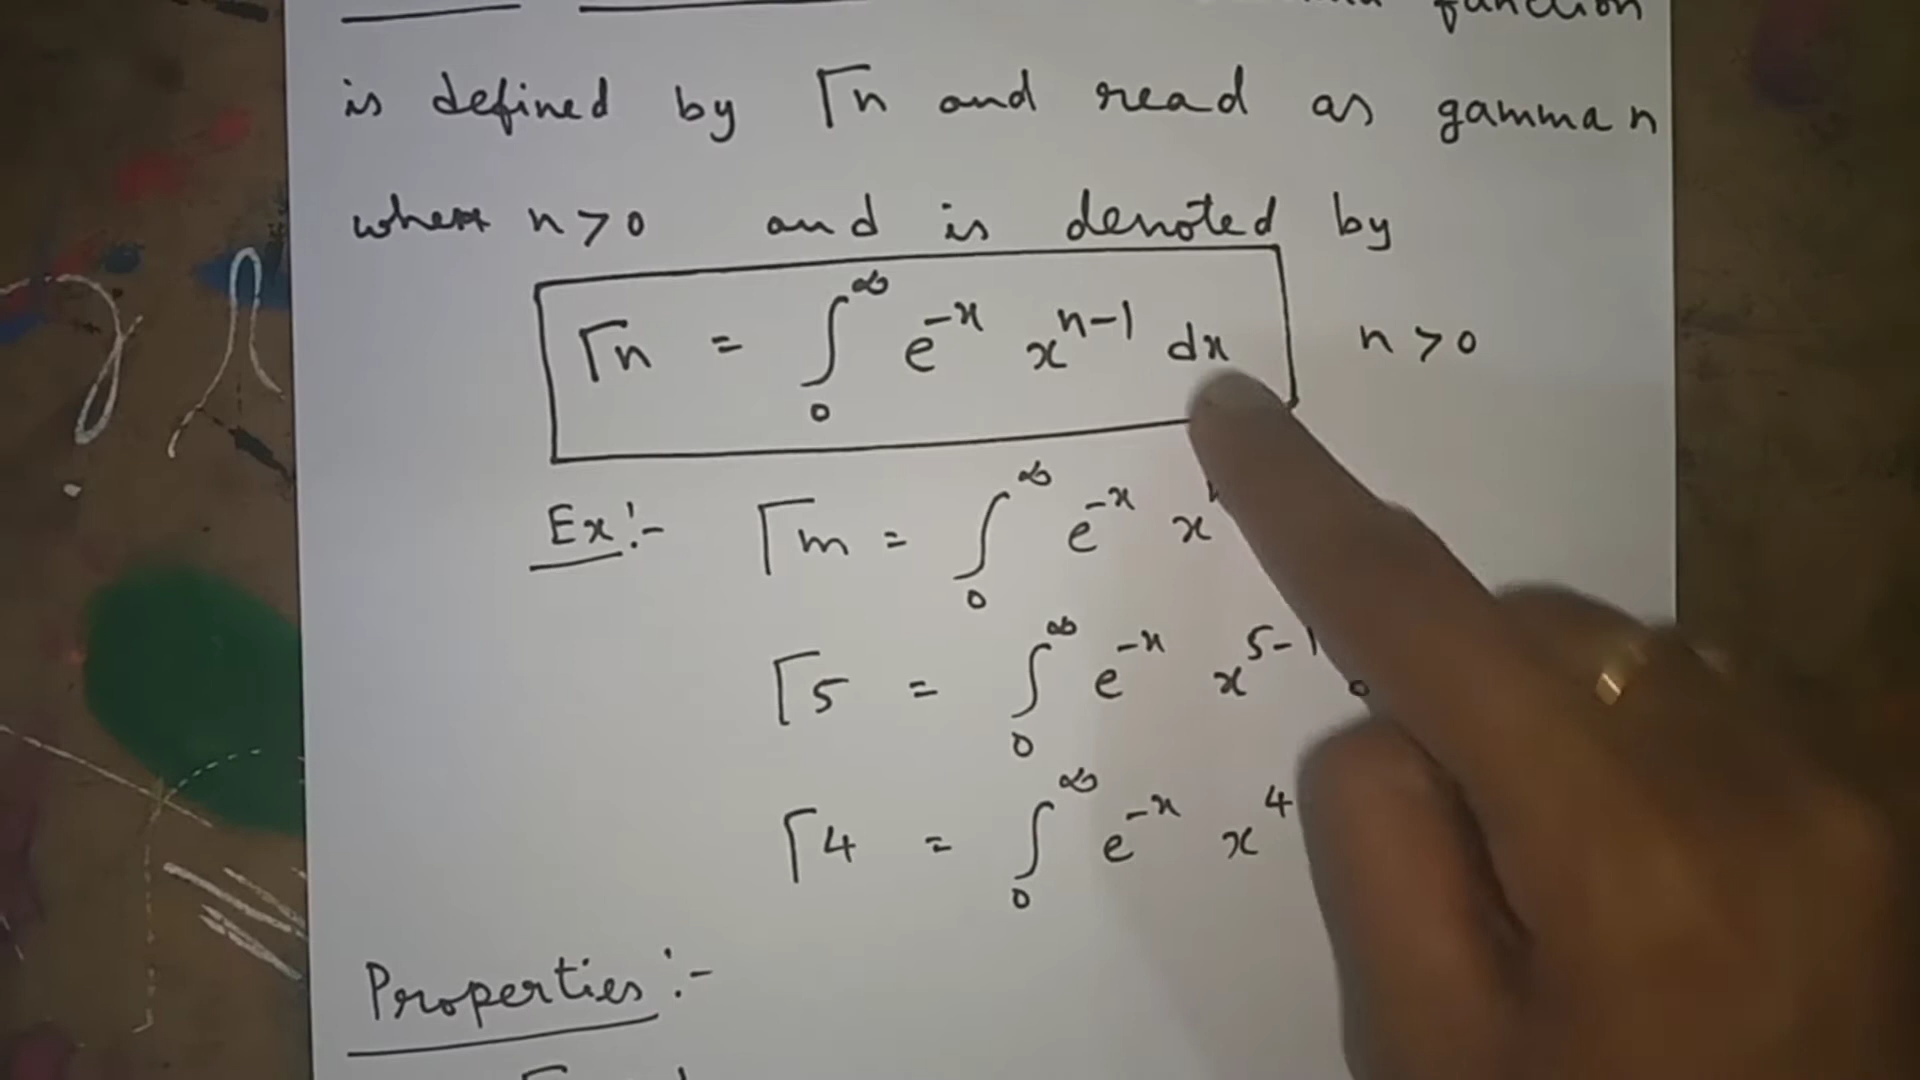 function
is defined by Γn and read as gamma n
where n>0 and is denoted by
Γn = ∫₀^∞ e^{-x} x^{n-1} dx n>0
Ex:- Γm = ∫₀^∞ e^{-x} x
Γ5 = ∫₀^∞ e^{-x} x^{5-1}
Γ4 = ∫₀^∞ e^{-x} x^{4
Properties:-